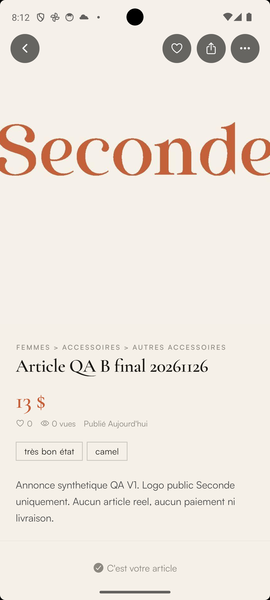 8:12
Seconde
FEMMES > ACCESSOIRES > AUTRES ACCESSOIRES
Article QA B final 20261126
13 $
0 0 vues Publié Aujourd'hui
très bon état camel
Annonce synthetique QA V1. Logo public Seconde
uniquement. Aucun article reel, aucun paiement ni
livraison.
C'est votre article